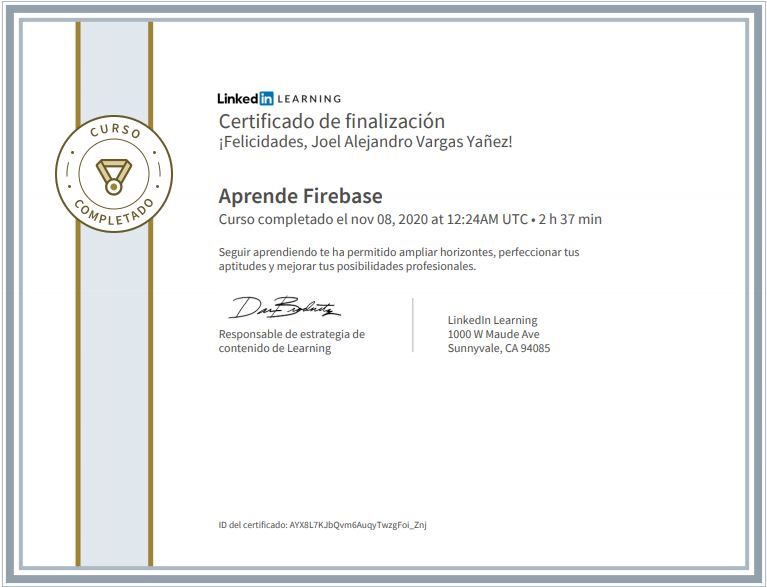 CURSO
COMPLETADO
Linked in LEARNING
Certificado de finalización
¡Felicidades, Joel Alejandro Vargas Yañez!
Aprende Firebase
Curso completado el nov 08, 2020 at 12:24AM UTC • 2 h 37 min
Seguir aprendiendo te ha permitido ampliar horizontes, perfeccionar tus
aptitudes y mejorar tus posibilidades profesionales.
Responsable de estrategia de
contenido de Learning
LinkedIn Learning
1000 W Maude Ave
Sunnyvale, CA 94085
ID del certificado: AYX8L7KJbQvm6AuqyTwzgFoi_Znj